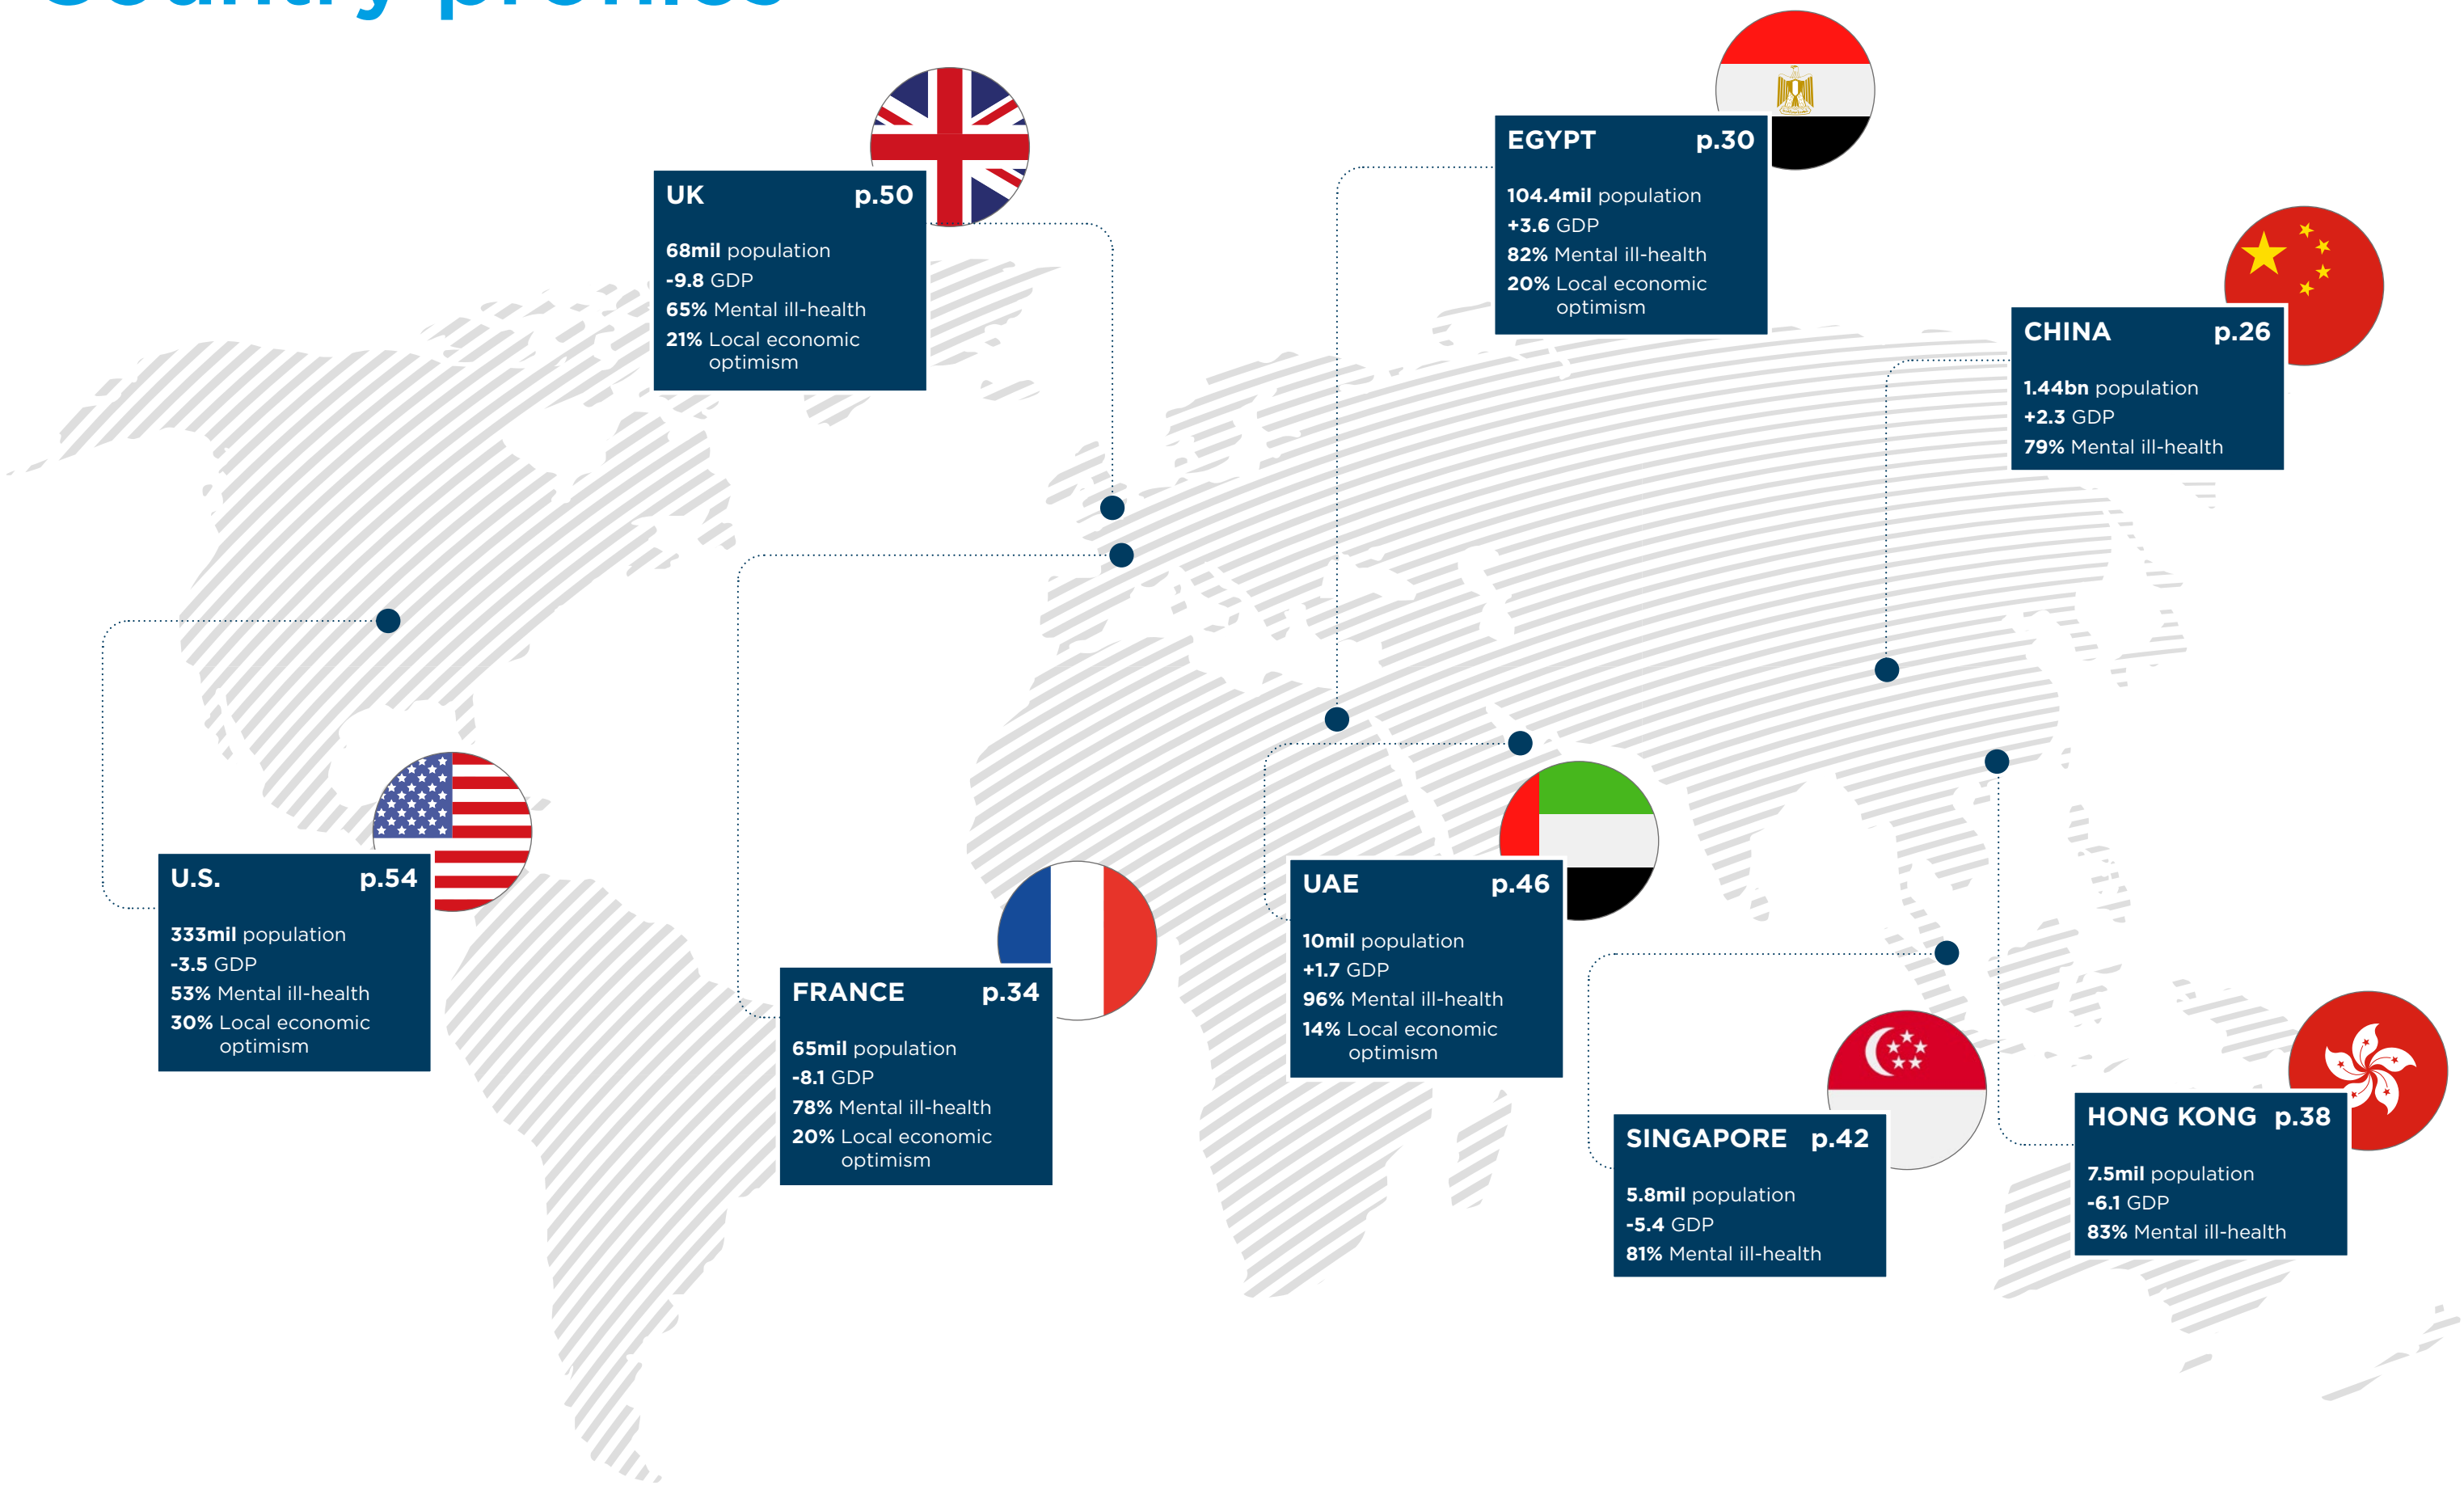 Country profiles
UK p.50
68mil population
-9.8 GDP
65% Mental ill-health
21% Local economic
optimism
EGYPT p.30
104.4mil population
+3.6 GDP
82% Mental ill-health
20% Local economic
optimism
CHINA p.26
1.44bn population
+2.3 GDP
79% Mental ill-health
U.S. p.54
333mil population
-3.5 GDP
53% Mental ill-health
30% Local economic
optimism
FRANCE p.34
65mil population
-8.1 GDP
78% Mental ill-health
20% Local economic
optimism
UAE p.46
10mil population
+1.7 GDP
96% Mental ill-health
14% Local economic
optimism
SINGAPORE p.42
5.8mil population
-5.4 GDP
81% Mental ill-health
HONG KONG p.38
7.5mil population
-6.1 GDP
83% Mental ill-health